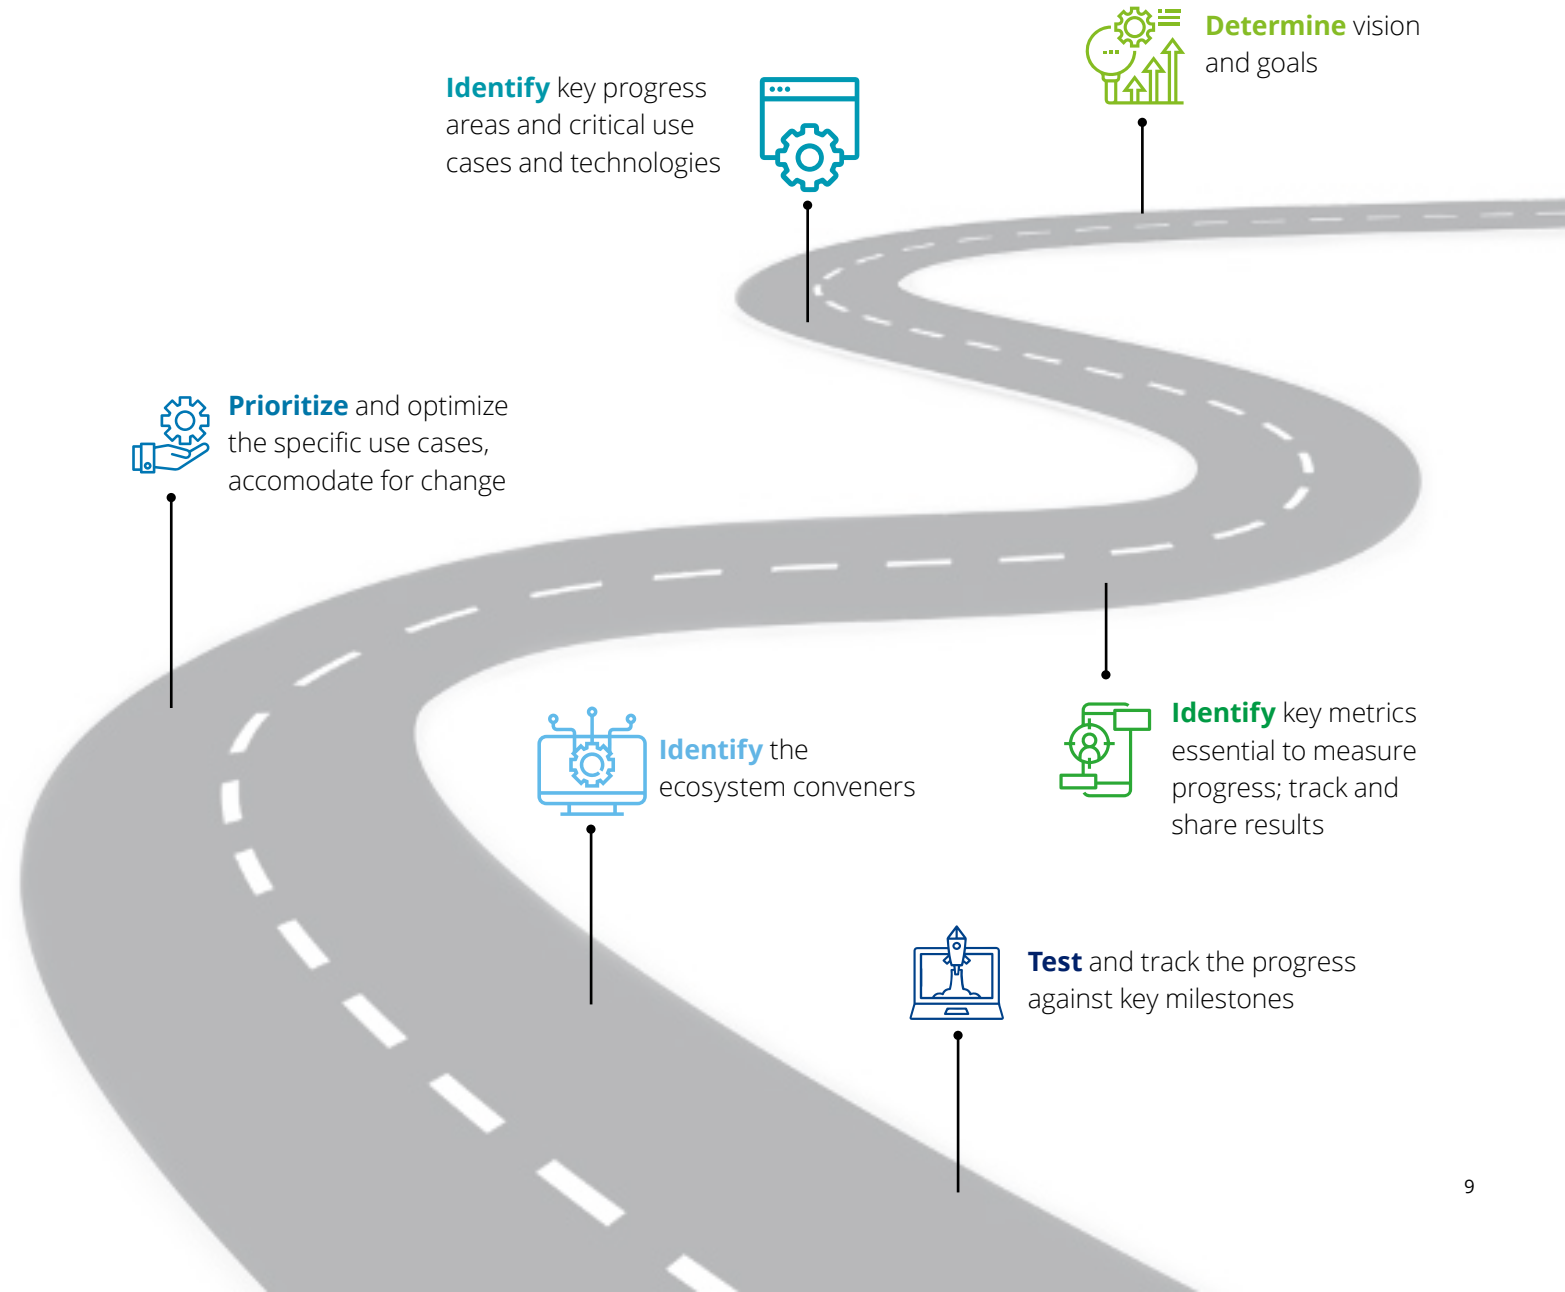 Determine vision
and goals
Identify key progress
areas and critical use
cases and technologies
Prioritize and optimize
the specific use cases,
accomodate for change
Identify key metrics
essential to measure
progress; track and
share results
Identify the
ecosystem conveners
Test and track the progress
against key milestones
9